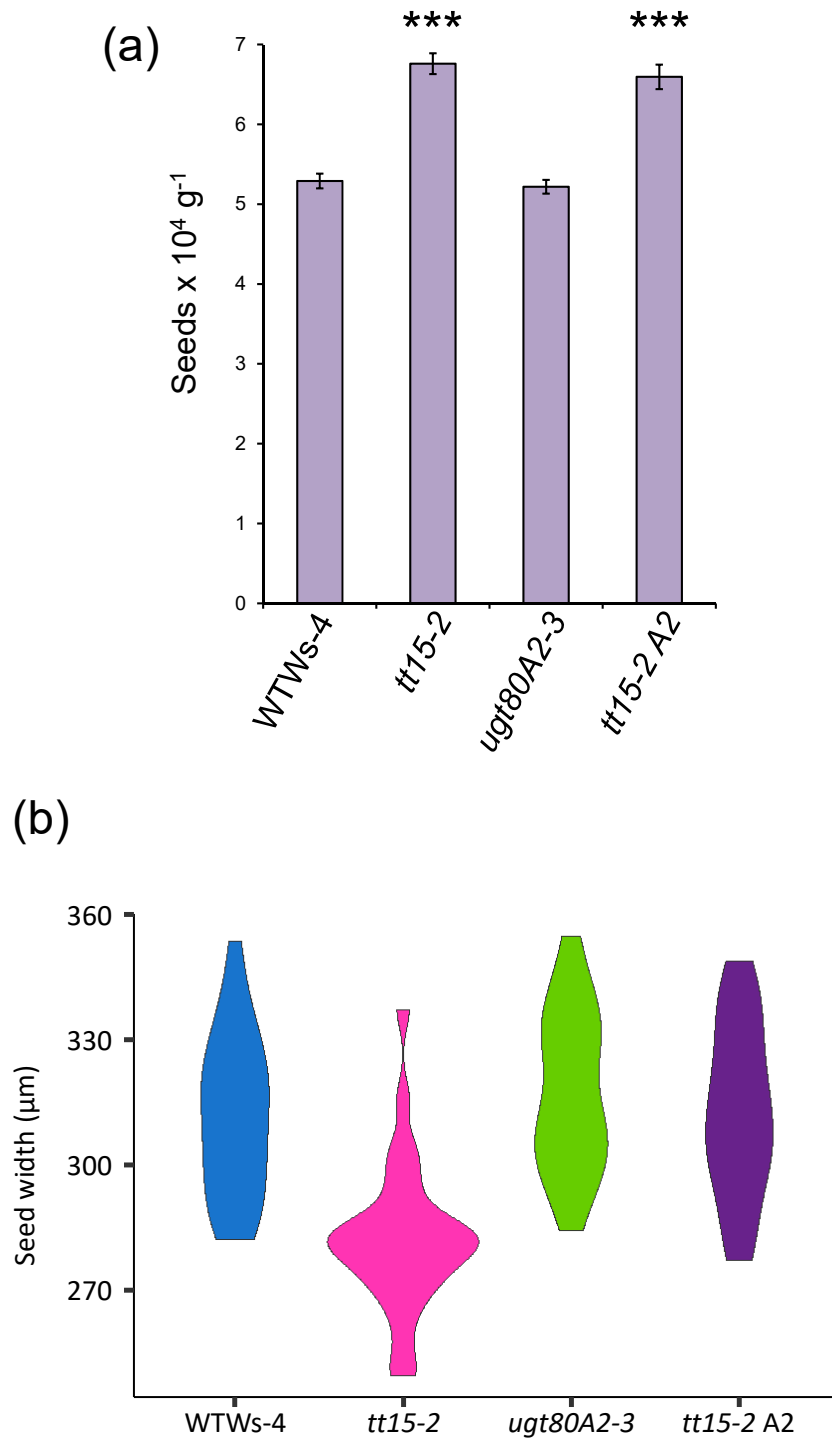 (a)
*** ***
7
6
5
4
3
2
1
0
Seeds x 10⁴ g⁻¹
WTWs-4
tt15-2
ugt80A2-3
tt15-2 A2
(b)
360
330
300
270
Seed width (µm)
WTWs-4 tt15-2 ugt80A2-3 tt15-2 A2